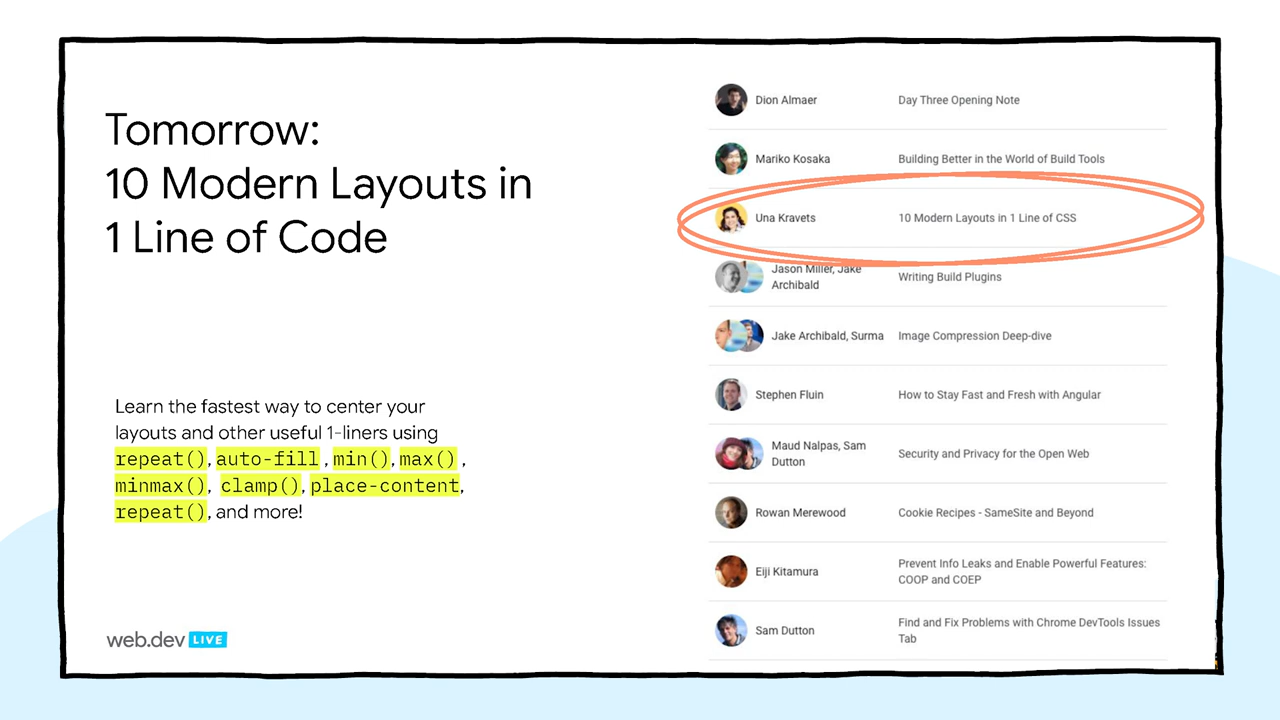 Tomorrow:
10 Modern Layouts in
1 Line of Code
Learn the fastest way to center your
layouts and other useful 1-liners using
repeat(), auto-fill , min(), max() ,
minmax(), clamp(), place-content,
repeat(), and more!
web.dev LIVE
Dion Almaer Day Three Opening Note
Mariko Kosaka Building Better in the World of Build Tools
Una Kravets 10 Modern Layouts in 1 Line of CSS
Jason Miller, Jake
Archibald
Writing Build Plugins
Jake Archibald, Surma Image Compression Deep-dive
Stephen Fluin How to Stay Fast and Fresh with Angular
Maud Nalpas, Sam
Dutton
Security and Privacy for the Open Web
Rowan Merewood Cookie Recipes - SameSite and Beyond
Eiji Kitamura
Prevent Info Leaks and Enable Powerful Features:
COOP and COEP
Sam Dutton
Find and Fix Problems with Chrome DevTools Issues
Tab